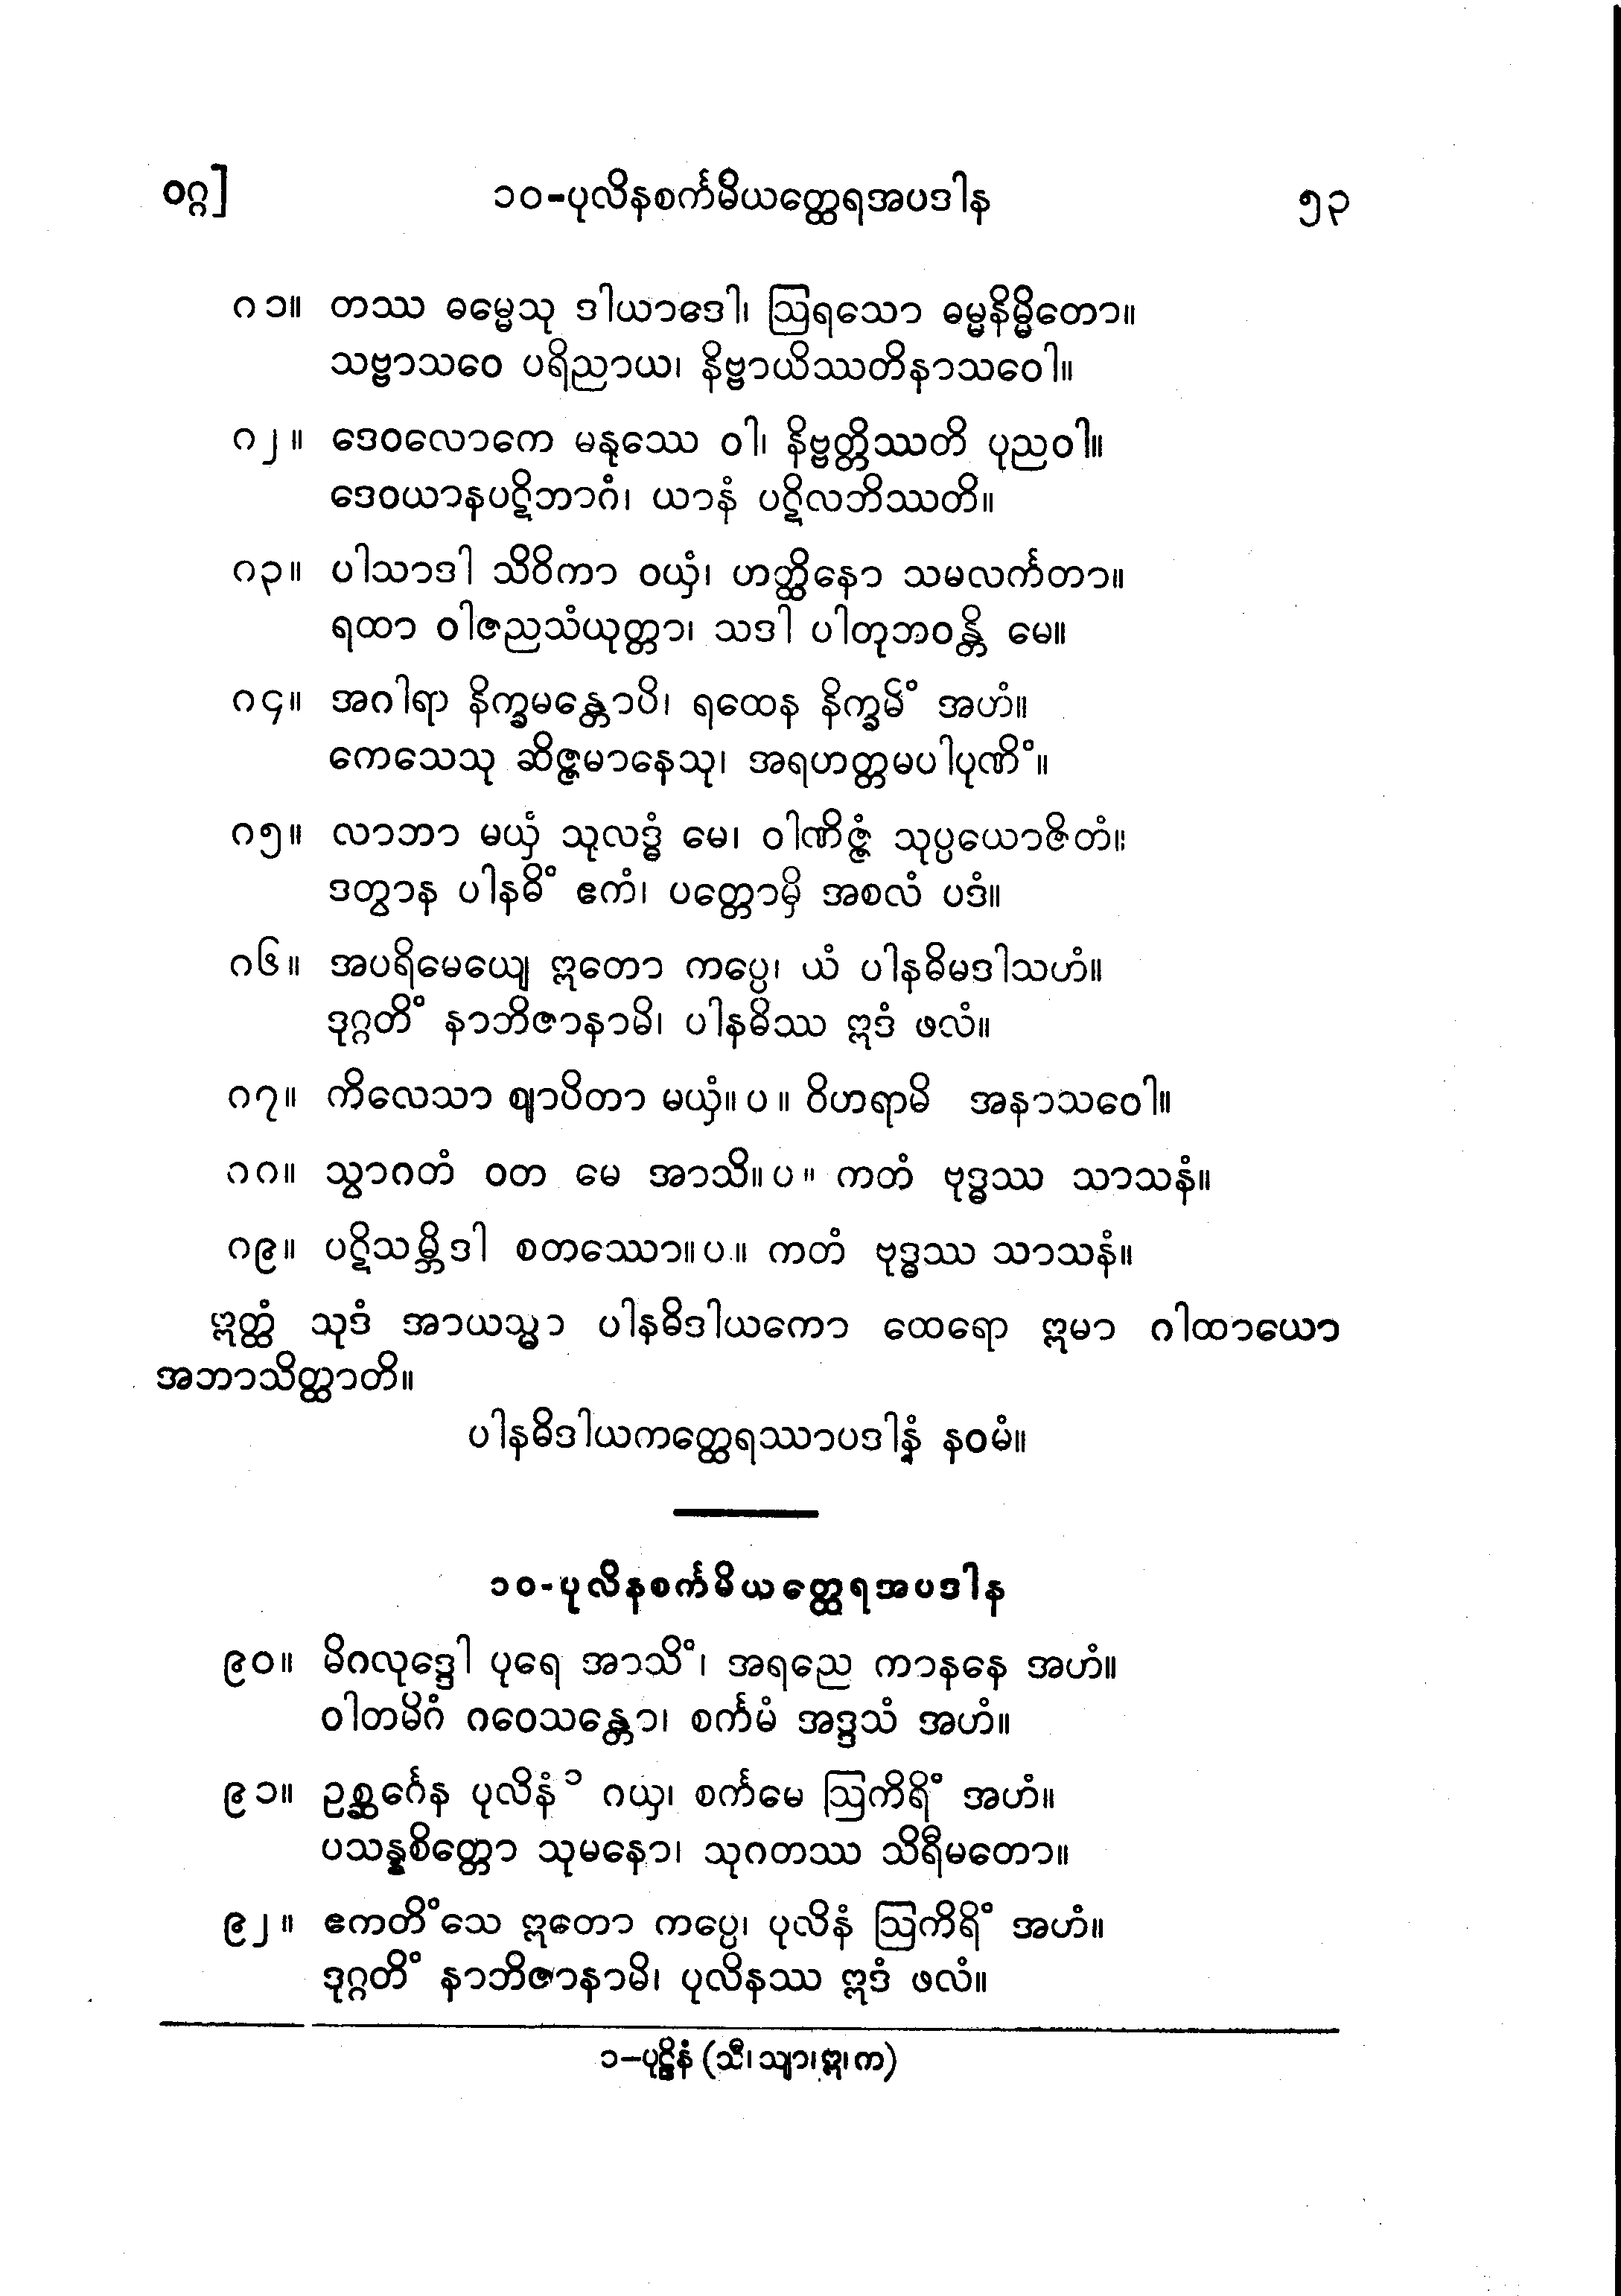 ဝဂ္ဂ]
၁၀-ပုလိနစင်္ကမိယတ္ထေရအပဒါန
၅၃
၈၁။ တဿ ဓမ္မေသု ဒါယာဒေါ၊ ဩရသော ဓမ္မနိမ္မိတော။
သဗ္ဗာသဝေ ပရိညာယ၊ နိဗ္ဗာယိဿတိနာသဝေါ။
၈၂။ ဒေဝလောကေ မနုဿေ ဝါ၊ နိဗ္ဗတ္တိဿတိ ပုညဝါ။
ဒေဝယာနပဋိဘာဂံ၊ ယာနံ ပဋိလဘိဿတိ။
၈၃။ ပါသာဒါ သိဝိကာ ဝယှံ၊ ဟတ္ထိနော သမလင်္ကတာ။
ရထာ ဝါဇညသံယုတ္တာ၊ သဒါ ပါတုဘဝန္တိ မေ။
၈၄။ အဂါရာ နိက္ခမန္တောပိ၊ ရထေန နိက္ခမိံ အဟံ။
ကေသေသု ဆိဇ္ဇမာနေသု၊ အရဟတ္တမပါပုဏိံ။
၈၅။ လာဘာ မယှံ သုလဒ္ဓံ မေ၊ ဝါဏိဇ္ဇံ သုပ္ပယောဇိတံ။
ဒတွာန ပါနဓိံ ဧကံ၊ ပတ္တောမှိ အစလံ ပဒံ။
၈၆။ အပရိမေယျေ ဣတော ကပ္ပေ၊ ယံ ပါနဓိမဒါသဟံ။
ဒုဂ္ဂတိံ နာဘိဇာနာမိ၊ ပါနဓိဿ ဣဒံ ဖလံ။
၈၇။ ကိလေသာ ဈာပိတာ မယှံ။ပ။ ဝိဟရာမိ အနာသဝေါ။
၁၈။ သွာဂတံ ဝတ မေ အာသိ။ပ။ ကတံ ဗုဒ္ဓဿ သာသနံ။
၈၉။ ပဋိသမ္ဘိဒါ စတဿော။ပ။ ကတံ ဗုဒ္ဓဿ သာသနံ။
ဣတ္ထံ သုဒံ အာယသ္မာ ပါနဓိဒါယကော ထေရော ဣမာ ဂါထာယော
အဘာသိတ္ထာတိ။
ပါနဓိဒါယကတ္ထေရဿာပဒါနံ နဝမံ။
၁၀-ပုလိနစင်္ကမိယတ္ထေရအပဒါန
၉၀။ မိဂလုဒ္ဒေါ ပုရေ အာသိံ၊ အရညေ ကာနနေ အဟံ။
ဝါတမိဂံ ဂဝေသန္တော၊ စင်္ကမံ အဒ္ဒသံ အဟံ။
၉၁။ ဥစ္ဆင်္ဂေန ပုလိနံ၁ ဂယှ၊ စင်္ကမေ ဩကိရိံ အဟံ။
ပသန္နစိတ္တော သုမနော၊ သုဂတဿ သိရီမတော။
၉၂။ ဧကတိံသေ ဣတော ကပ္ပေ၊ ပုလိနံ ဩကိရိံ အဟံ။
ဒုဂ္ဂတိံ နာဘိဇာနာမိ၊ ပုလိနဿ ဣဒံ ဖလံ။
၁–ပုဠိနံ (သီ၊သျာ၊ဣ၊က)